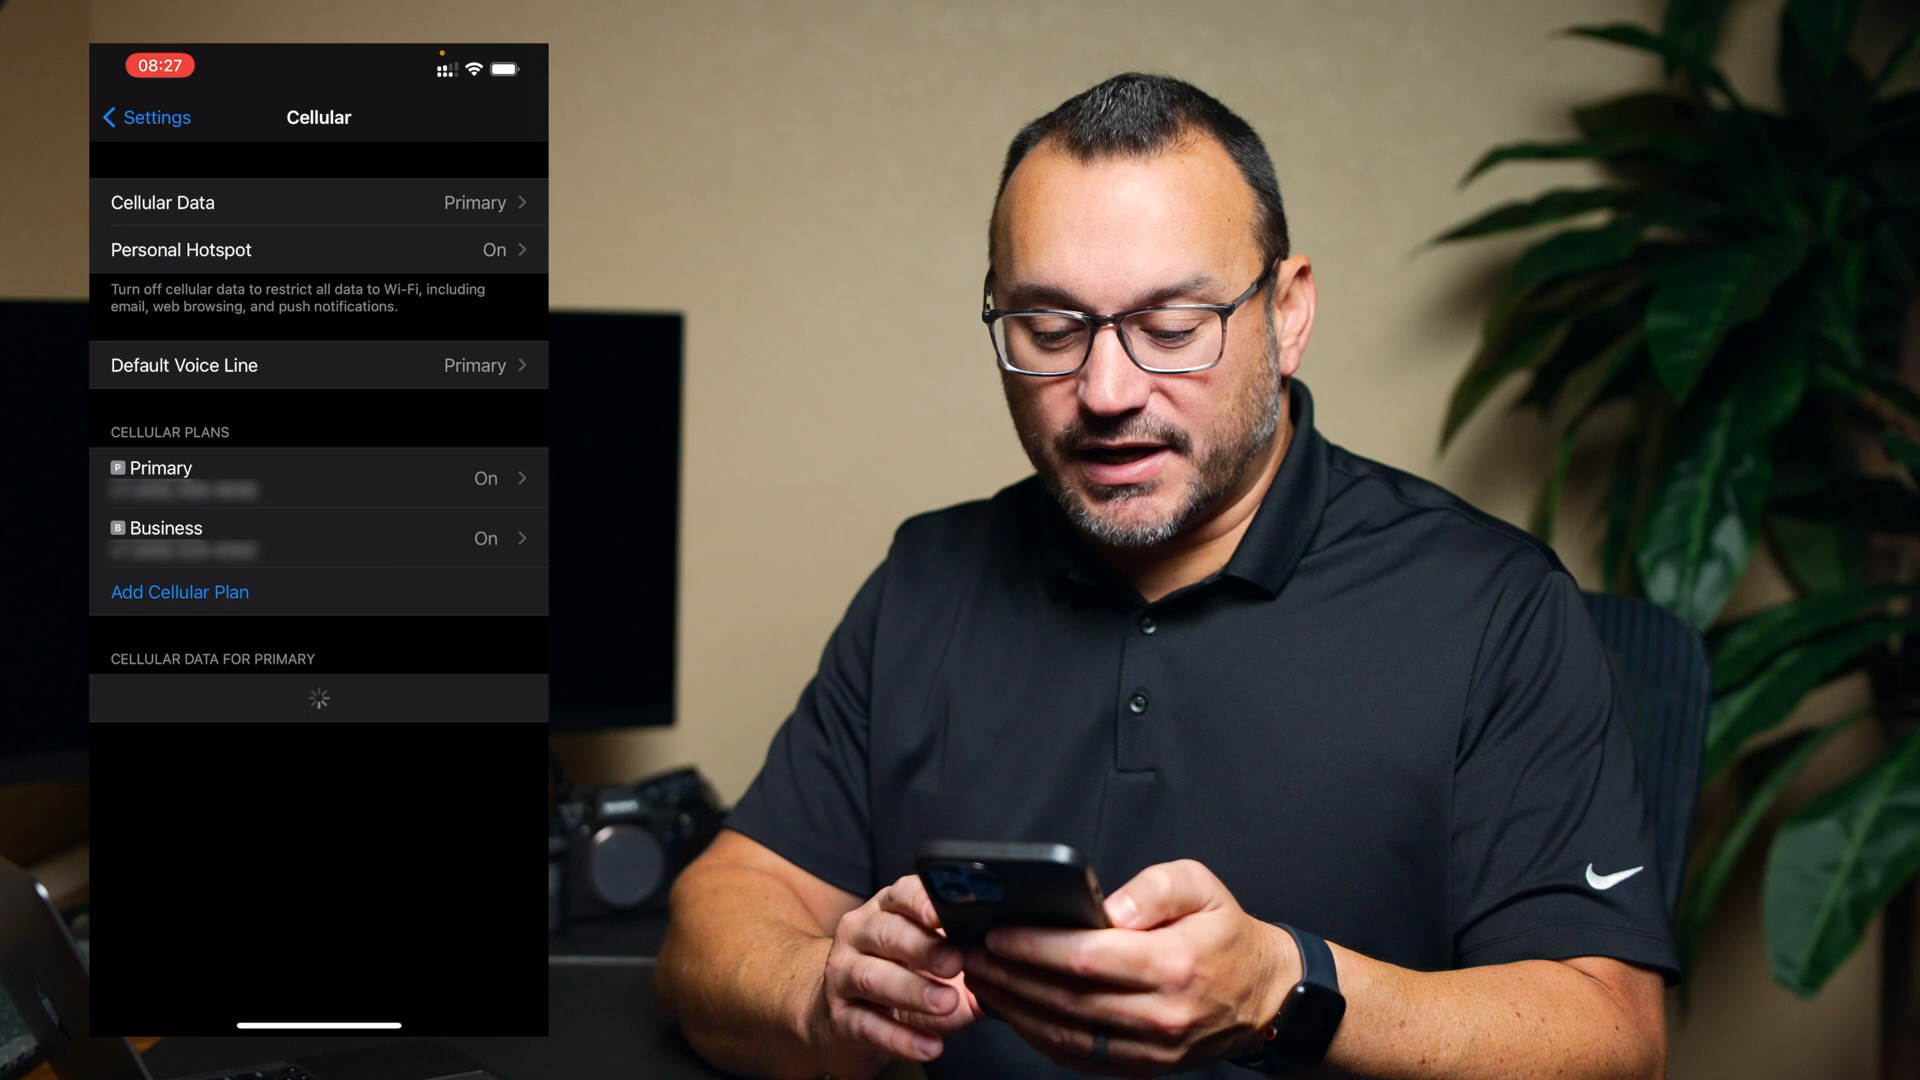 08:27
Settings
Cellular
Cellular Data
Primary
Personal Hotspot
On
Turn off cellular data to restrict all data to Wi-Fi, including
email, web browsing, and push notifications.
Default Voice Line
Primary
CELLULAR PLANS
P Primary
On
B Business
On
Add Cellular Plan
CELLULAR DATA FOR PRIMARY